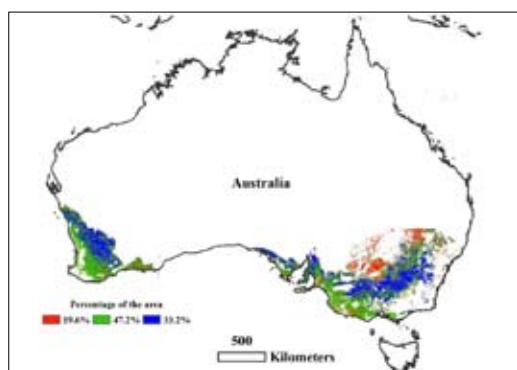 Australia
Percentage of the area
19.6% 47.2% 33.2%
500
Kilometers